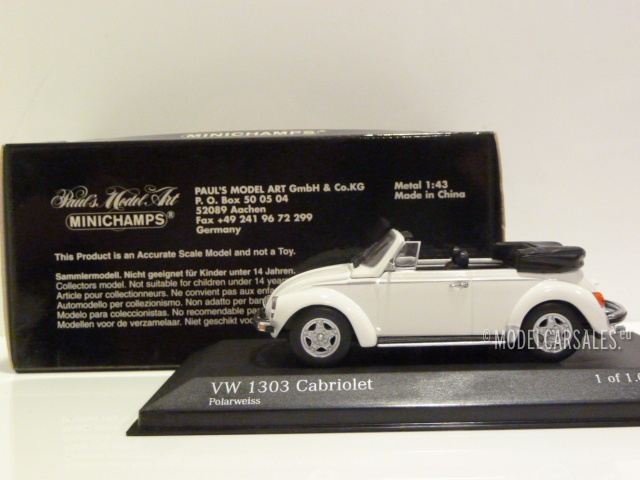 MINICHAMPS
Paul's Model Art
MINICHAMPS®
PAUL'S MODEL ART GmbH & Co.KG
P. O. Box 50 05 04
52089 Aachen
Fax +49 241 96 72 299
Germany
Metal 1:43
Made in China
This Product is an Accurate Scale Model and not a Toy.
Sammlermodell. Nicht geeignet für Kinder unter 14 Jahren.
Collectors model. Not suitable for children under 14 year
Article pour collectionneurs. Ne convient pas aux enfa
Automodello per collezionismo. Non adatto per bam
Modelo para coleccionistas. No recomendable par
Modellen voor de verzamelaar. Niet geschikt voo
© MODELCARSALES.eu
VW 1303 Cabriolet
1 of 1.0
Polarweiss